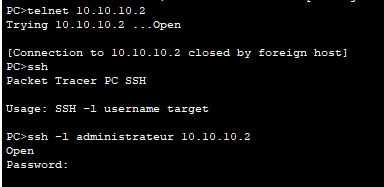 PC>telnet 10.10.10.2
Trying 10.10.10.2 ...Open
[Connection to 10.10.10.2 closed by foreign host]
PC>ssh
Packet Tracer PC SSH
Usage: SSH -l username target
PC>ssh -l administrateur 10.10.10.2
Open
Password: